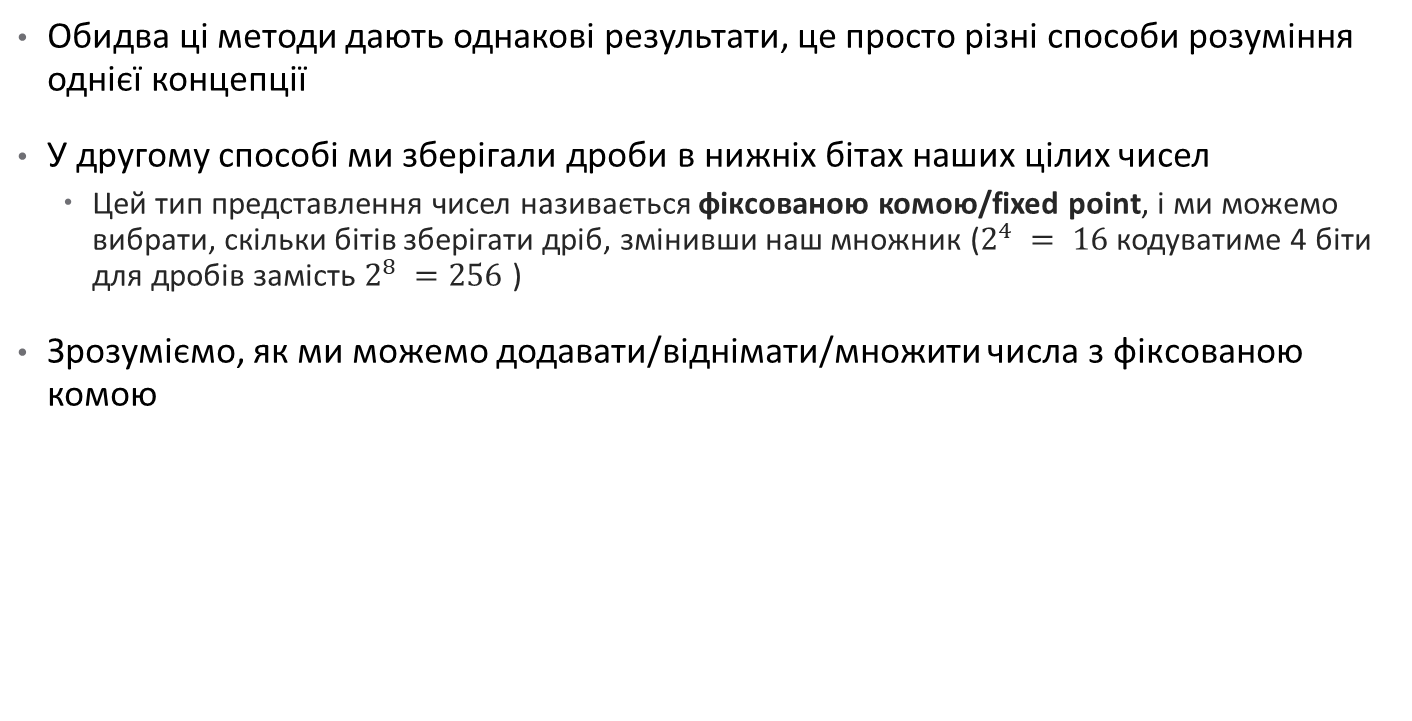 • Обидва ці методи дають однакові результати, це просто різні способи розуміння
однієї концепції
• У другому способі ми зберігали дроби в нижніх бітах наших цілих чисел
• Цей тип представлення чисел називається фіксованою комою/fixed point, і ми можемо
вибрати, скільки бітів зберігати дріб, змінивши наш множник (2⁴ = 16 кодуватиме 4 біти
для дробів замість 2⁸ = 256 )
• Зрозуміємо, як ми можемо додавати/віднімати/множити числа з фіксованою
комою